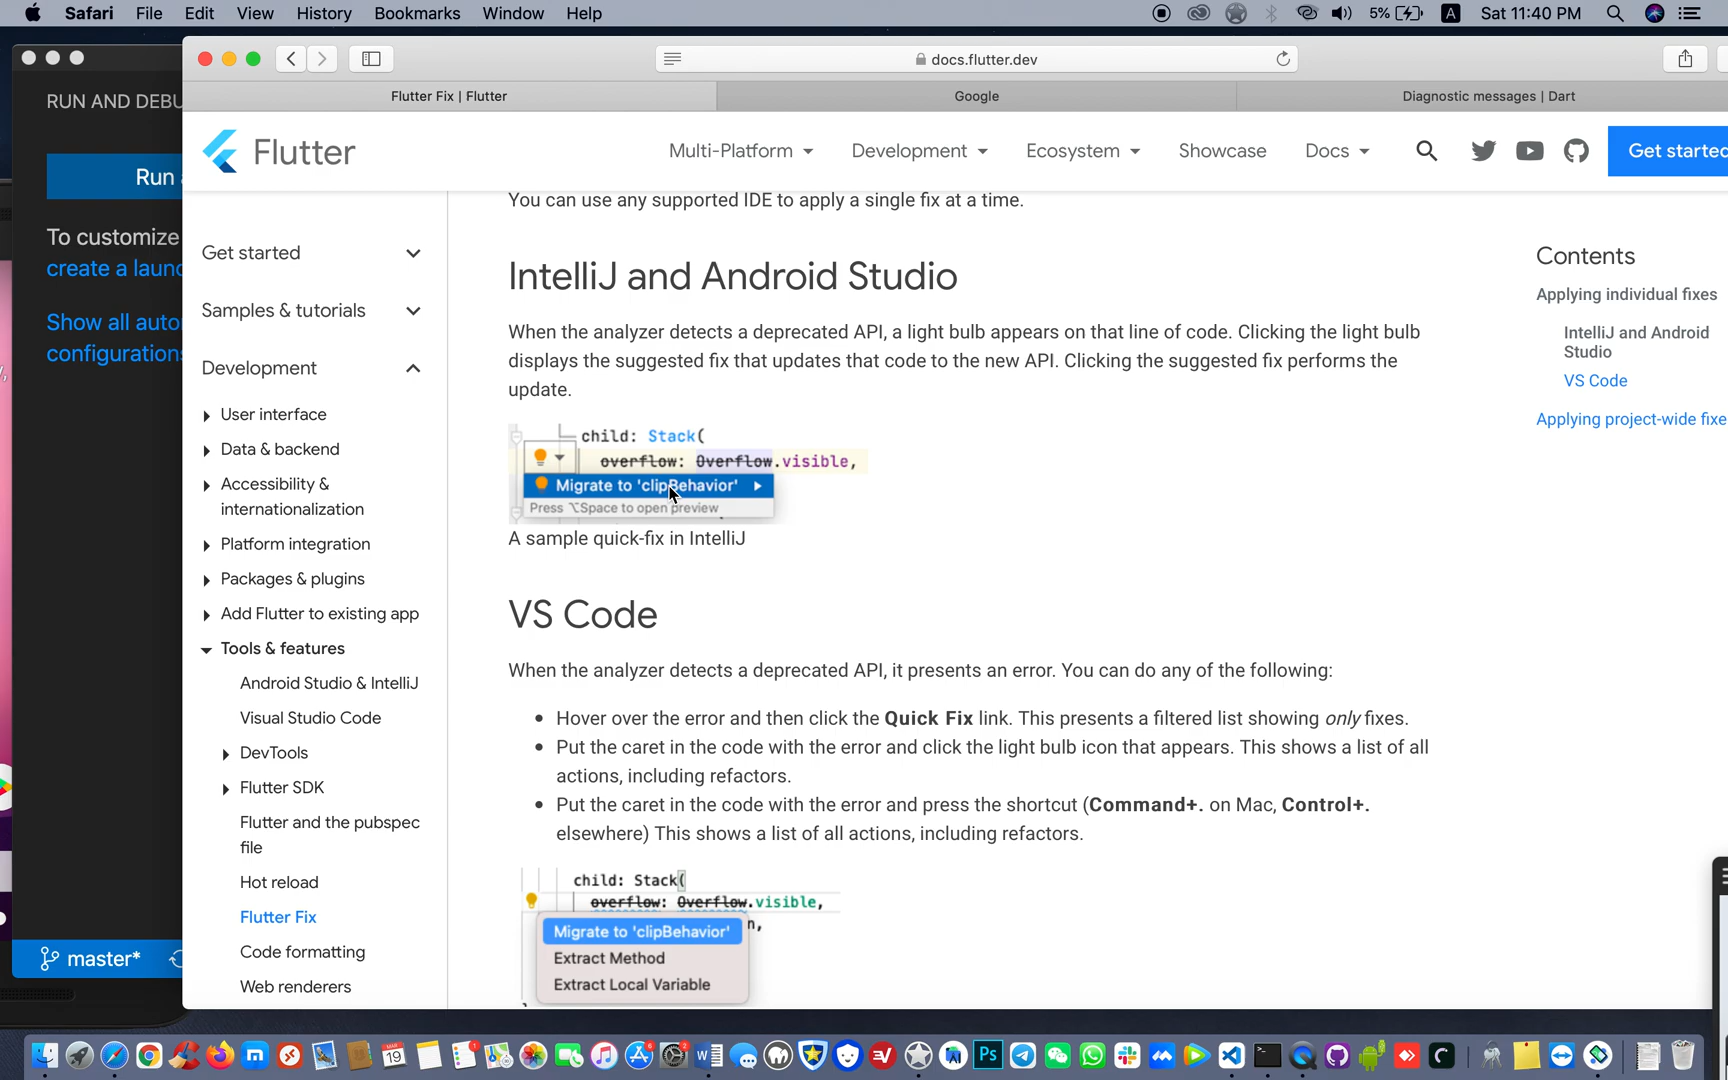 Safari File Edit View History Bookmarks Window Help
5% A Sat 11:40 PM
RUN AND DEBU
Run
To customize
create a laun
Show all auto
configurations
master*
docs.flutter.dev
Flutter Fix | Flutter
Google
Diagnostic messages | Dart
Flutter
Multi-Platform
Development
Ecosystem
Showcase
Docs
Get started
Get started
Samples & tutorials
Development
User interface
Data & backend
Accessibility &
internationalization
Platform integration
Packages & plugins
Add Flutter to existing app
Tools & features
Android Studio & IntelliJ
Visual Studio Code
DevTools
Flutter SDK
Flutter and the pubspec
file
Hot reload
Flutter Fix
Code formatting
Web renderers
You can use any supported IDE to apply a single fix at a time.
IntelliJ and Android Studio
When the analyzer detects a deprecated API, a light bulb appears on that line of code. Clicking the light bulb
displays the suggested fix that updates that code to the new API. Clicking the suggested fix performs the
update.
child: Stack(
overflow: Overflow.visible,
Migrate to 'clipBehavior'
Press ⌥Space to open preview
A sample quick-fix in IntelliJ
VS Code
When the analyzer detects a deprecated API, it presents an error. You can do any of the following:
• Hover over the error and then click the Quick Fix link. This presents a filtered list showing only fixes.
• Put the caret in the code with the error and click the light bulb icon that appears. This shows a list of all
actions, including refactors.
• Put the caret in the code with the error and press the shortcut (Command+. on Mac, Control+.
elsewhere) This shows a list of all actions, including refactors.
child: Stack(
overflow: Overflow.visible,
n,
Migrate to 'clipBehavior'
Extract Method
Extract Local Variable
Contents
Applying individual fixes
IntelliJ and Android
Studio
VS Code
Applying project-wide fixe
MAR
19
Ps